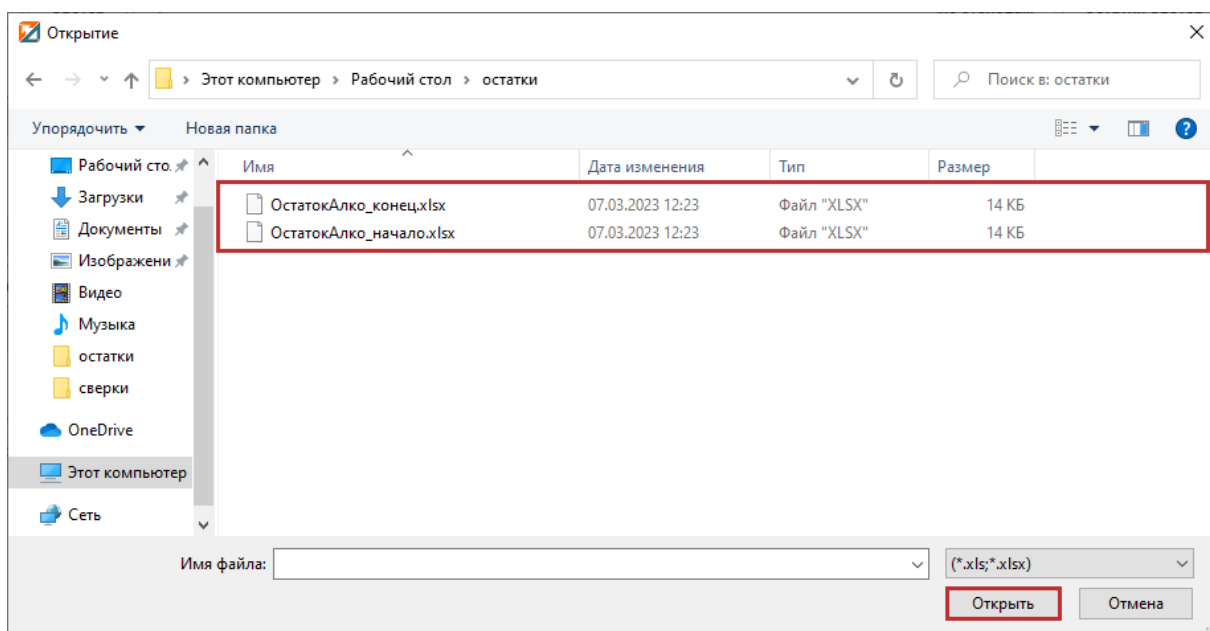 Открытие
Этот компьютер > Рабочий стол > остатки
Поиск в: остатки
Упорядочить
Новая папка
Имя
Дата изменения
Тип
Размер
ОстатокАлко_конец.xlsx
07.03.2023 12:23
Файл "XLSX"
14 КБ
ОстатокАлко_начало.xlsx
07.03.2023 12:23
Файл "XLSX"
14 КБ
Рабочий сто.
Загрузки
Документы
Изображени
Видео
Музыка
остатки
сверки
OneDrive
Этот компьютер
Сеть
Имя файла:
(*.xls;*.xlsx)
Открыть
Отмена